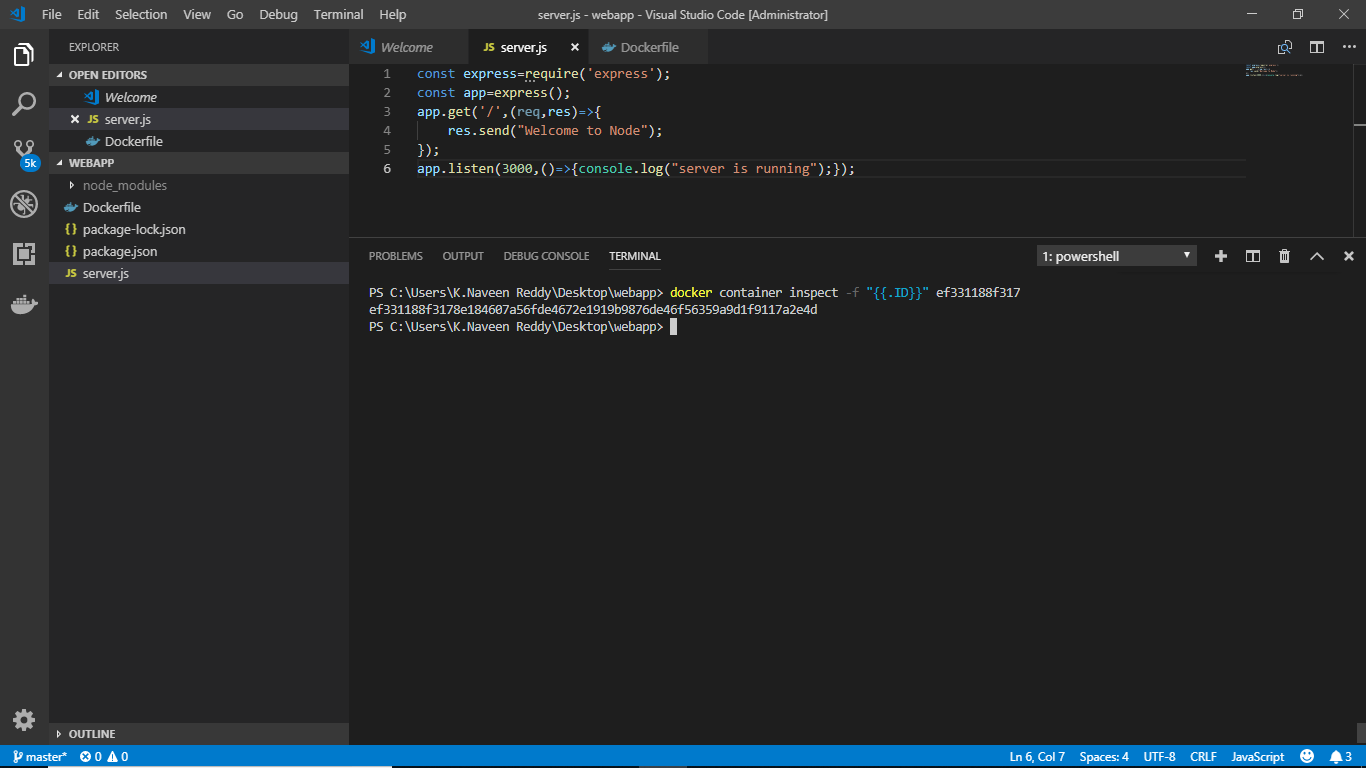 File Edit Selection View Go Debug Terminal Help
server.js - webapp - Visual Studio Code [Administrator]
EXPLORER
OPEN EDITORS
Welcome
JS server.js
Dockerfile
5k
WEBAPP
node_modules
Dockerfile
{} package-lock.json
{} package.json
JS server.js
OUTLINE
Welcome
JS server.js
Dockerfile
1 const express=require('express');
2 const app=express();
3 app.get('/',(req,res)=>{
4 res.send("Welcome to Node");
5 });
6 app.listen(3000,()=>{console.log("server is running");});
PROBLEMS OUTPUT DEBUG CONSOLE TERMINAL
1: powershell
PS C:\Users\K.Naveen Reddy\Desktop\webapp> docker container inspect -f "{{.ID}}" ef331188f317
ef331188f3178e184607a56fde4672e1919b9876de46f56359a9d1f9117a2e4d
PS C:\Users\K.Naveen Reddy\Desktop\webapp>
master* 0 0 Ln 6, Col 7 Spaces: 4 UTF-8 CRLF JavaScript 3